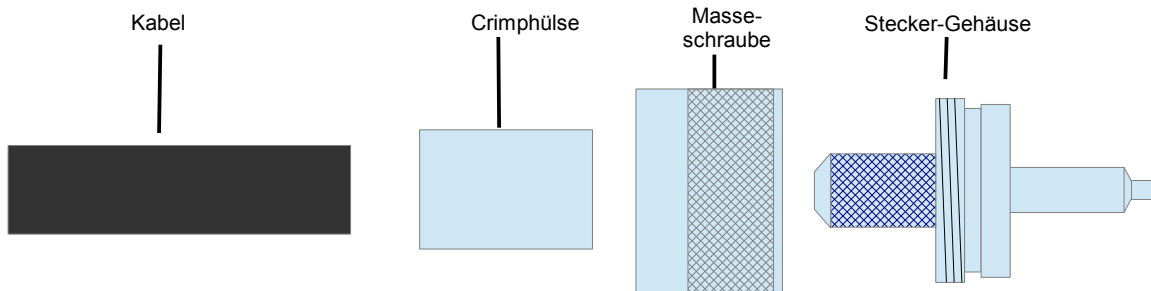 Kabel
Crimphülse
Masse-
schraube
Stecker-Gehäuse